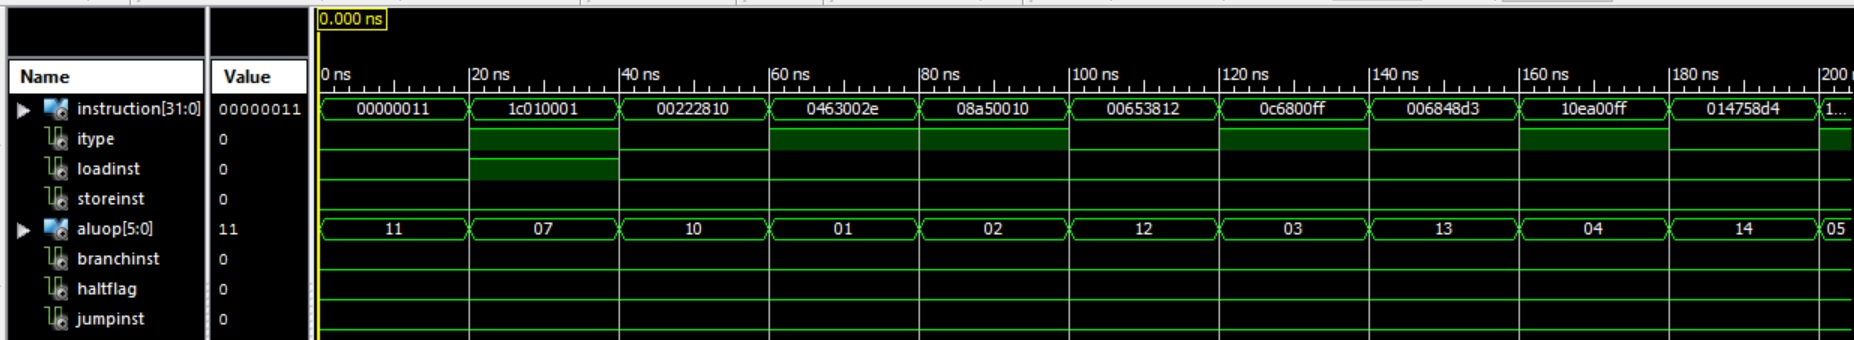 0.000 ns
Name Value 0 ns 20 ns 40 ns 60 ns 80 ns 100 ns 120 ns 140 ns 160 ns 180 ns 200
instruction[31:0] 00000011 00000011 1c010001 00222810 0463002e 08a50010 00653812 0c6800ff 006848d3 10ea00ff 014758d4 1...
itype 0
loadinst 0
storeinst 0
aluop[5:0] 11 11 07 10 01 02 12 03 13 04 14 05
branchinst 0
haltflag 0
jumpinst 0